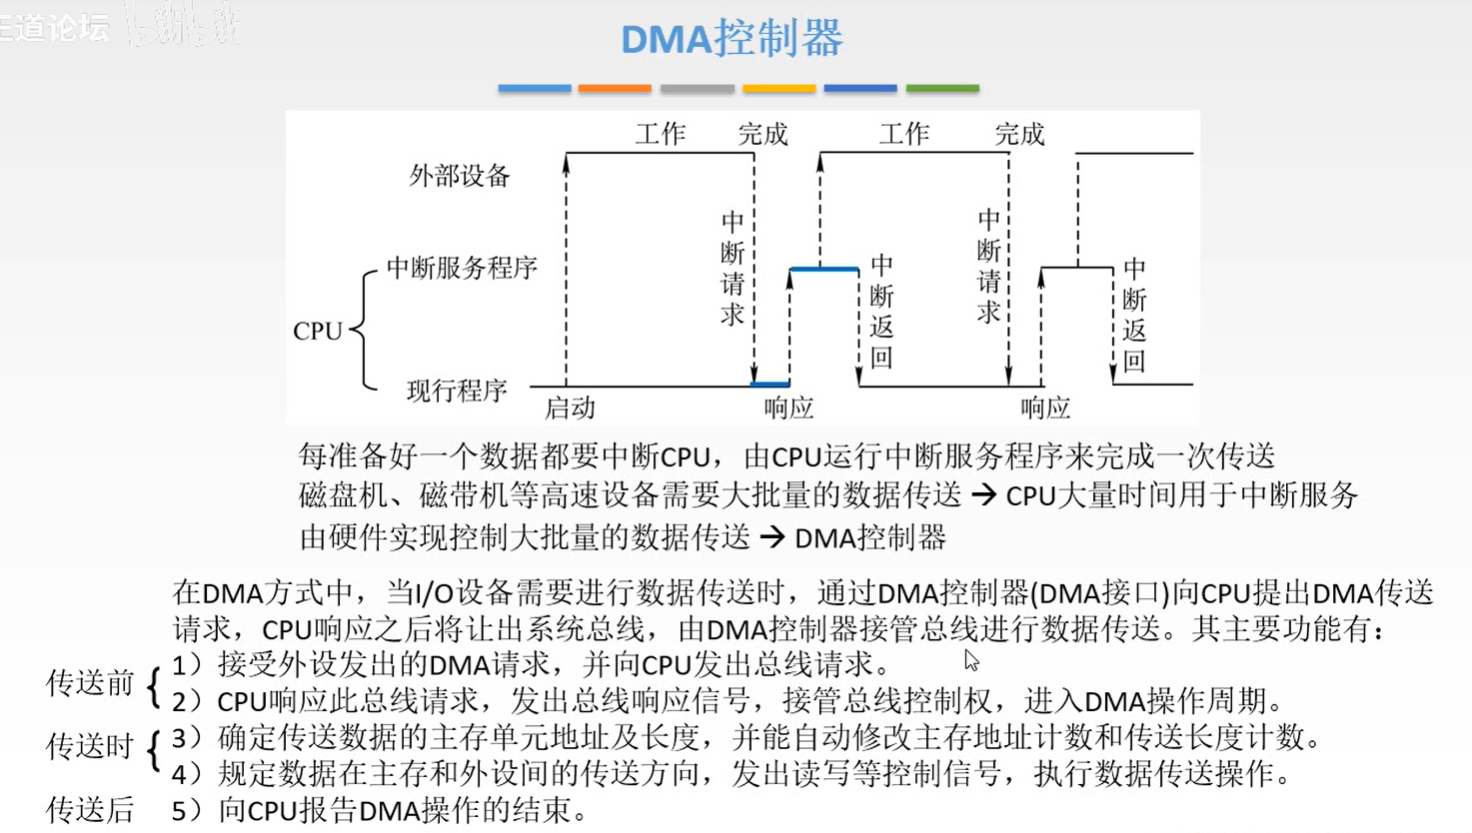 王道论坛 bilibili
DMA控制器
工作 完成 工作 完成
外部设备
中断请求
中断请求
中断服务程序
中断返回
中断返回
CPU
现行程序
启动 响应 响应
每准备好一个数据都要中断CPU，由CPU运行中断服务程序来完成一次传送
磁盘机、磁带机等高速设备需要大批量的数据传送 → CPU大量时间用于中断服务
由硬件实现控制大批量的数据传送 → DMA控制器
在DMA方式中，当I/O设备需要进行数据传送时，通过DMA控制器(DMA接口)向CPU提出DMA传送
请求，CPU响应之后将让出系统总线，由DMA控制器接管总线进行数据传送。其主要功能有：
传送前
1）接受外设发出的DMA请求，并向CPU发出总线请求。
2）CPU响应此总线请求，发出总线响应信号，接管总线控制权，进入DMA操作周期。
传送时
3）确定传送数据的主存单元地址及长度，并能自动修改主存地址计数和传送长度计数。
4）规定数据在主存和外设间的传送方向，发出读写等控制信号，执行数据传送操作。
传送后 5）向CPU报告DMA操作的结束。